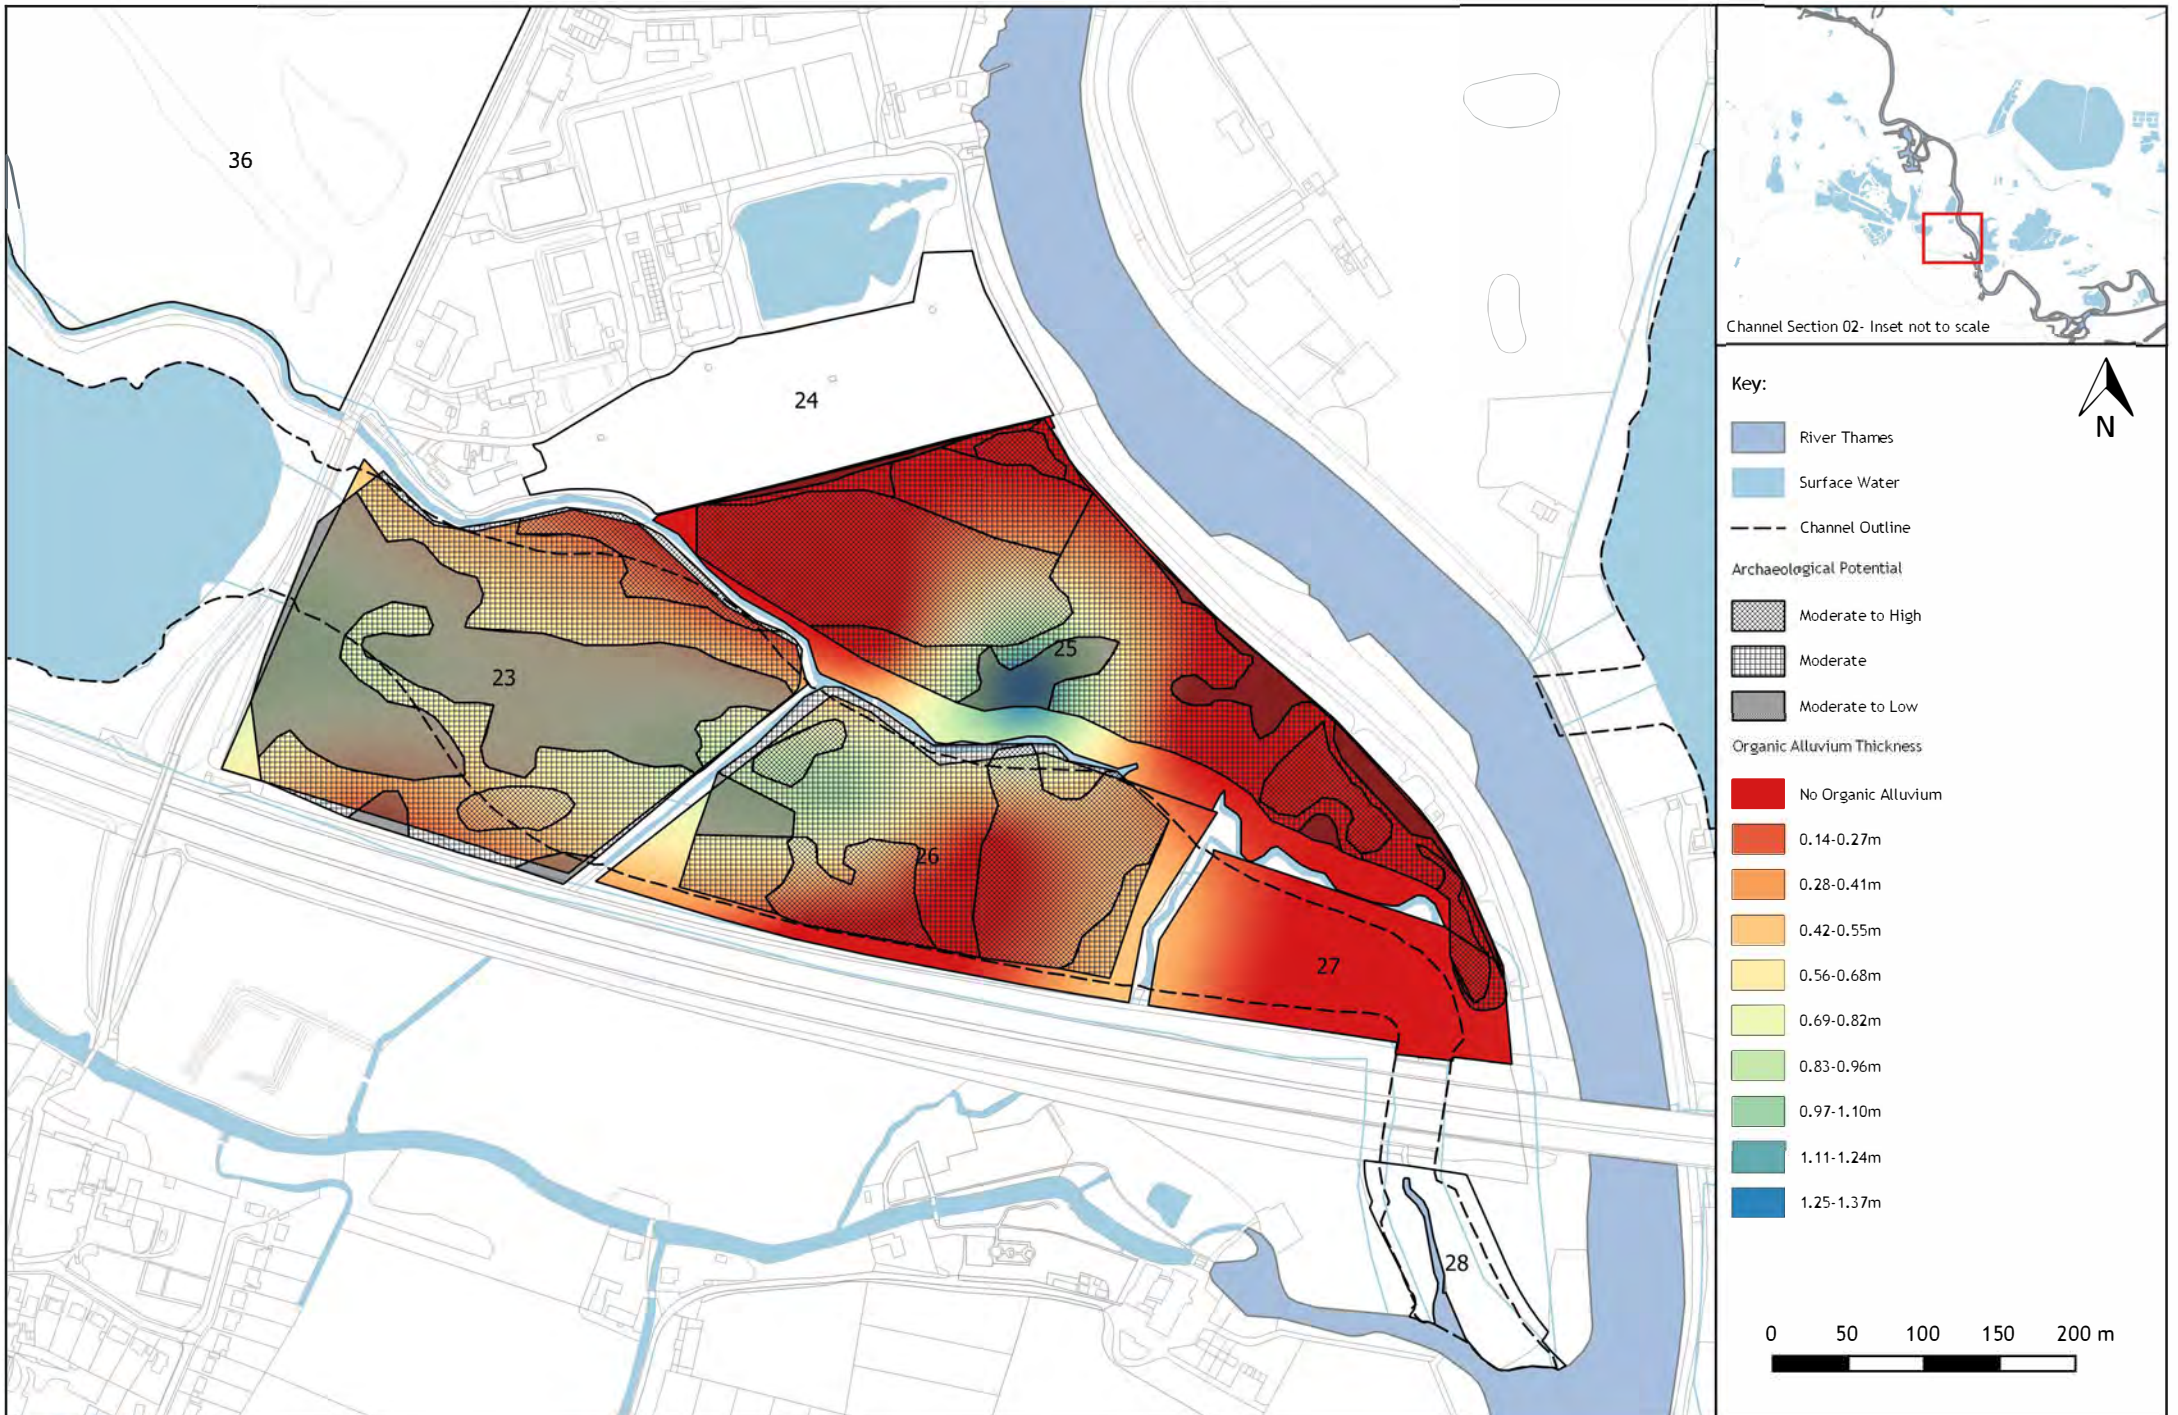 36
24
23
25
26
27
28
Channel Section 02- Inset not to scale
Key:
N
River Thames
Surface Water
Channel Outline
Archaeological Potential
Moderate to High
Moderate
Moderate to Low
Organic Alluvium Thickness
No Organic Alluvium
0.14-0.27m
0.28-0.41m
0.42-0.55m
0.56-0.68m
0.69-0.82m
0.83-0.96m
0.97-1.10m
1.11-1.24m
1.25-1.37m
0 50 100 150 200 m